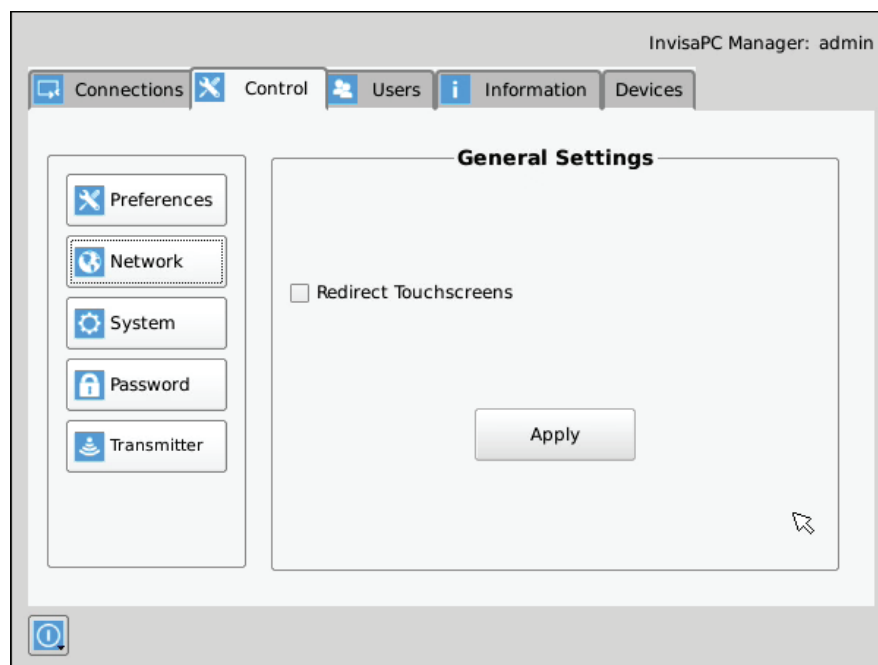 InvisaPC Manager: admin
Connections Control Users Information Devices
General Settings
Preferences
Network
Redirect Touchscreens
System
Password
Apply
Transmitter